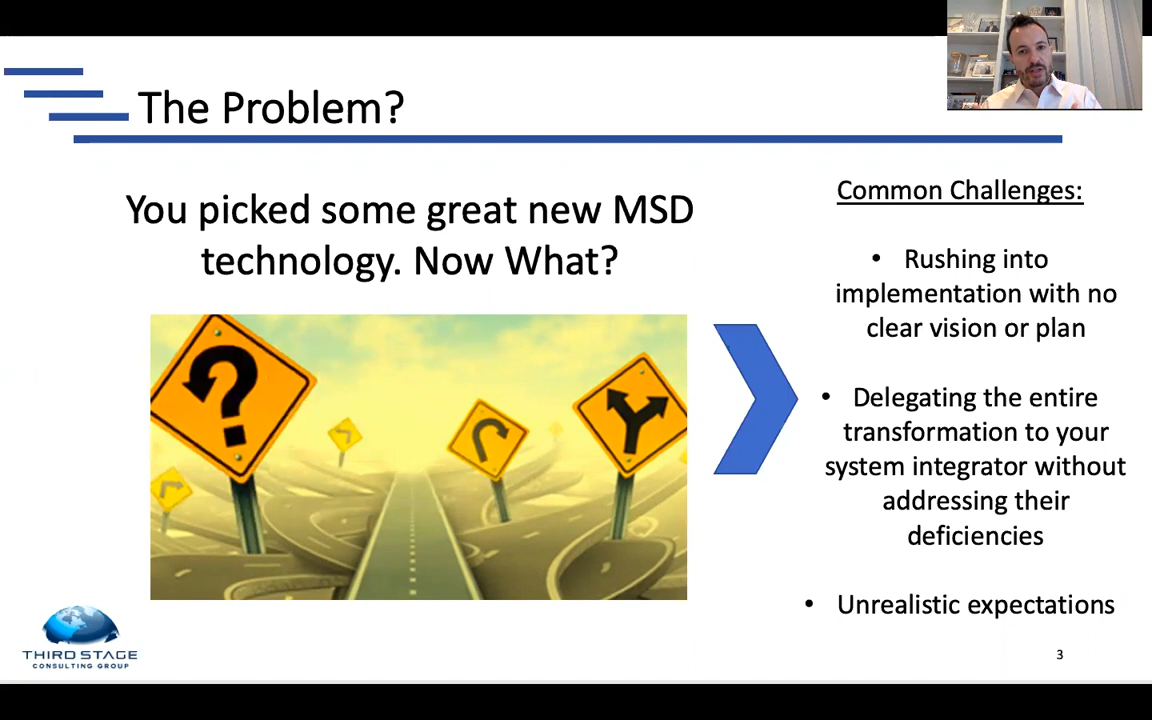 The Problem?
You picked some great new MSD
technology. Now What?
?
Common Challenges:
• Rushing into
implementation with no
clear vision or plan
• Delegating the entire
transformation to your
system integrator without
addressing their
deficiencies
• Unrealistic expectations
THIRD STAGE
CONSULTING GROUP
3